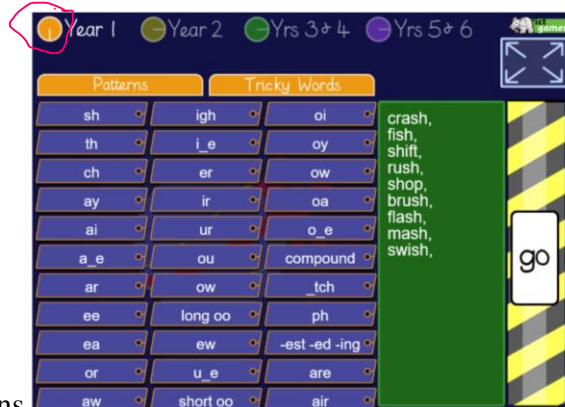 Year 1 Year 2 Yrs 3 & 4 Yrs 5 & 6
games
Patterns Tricky Words
sh igh oi
th i_e oy
ch er ow
ay ir oa
ai ur o_e
a_e ou compound
ar ow _tch
ee long oo ph
ea ew -est -ed -ing
or u_e are
aw short oo air
crash,
fish,
shift,
rush,
shop,
brush,
flash,
mash,
swish,
go
ns